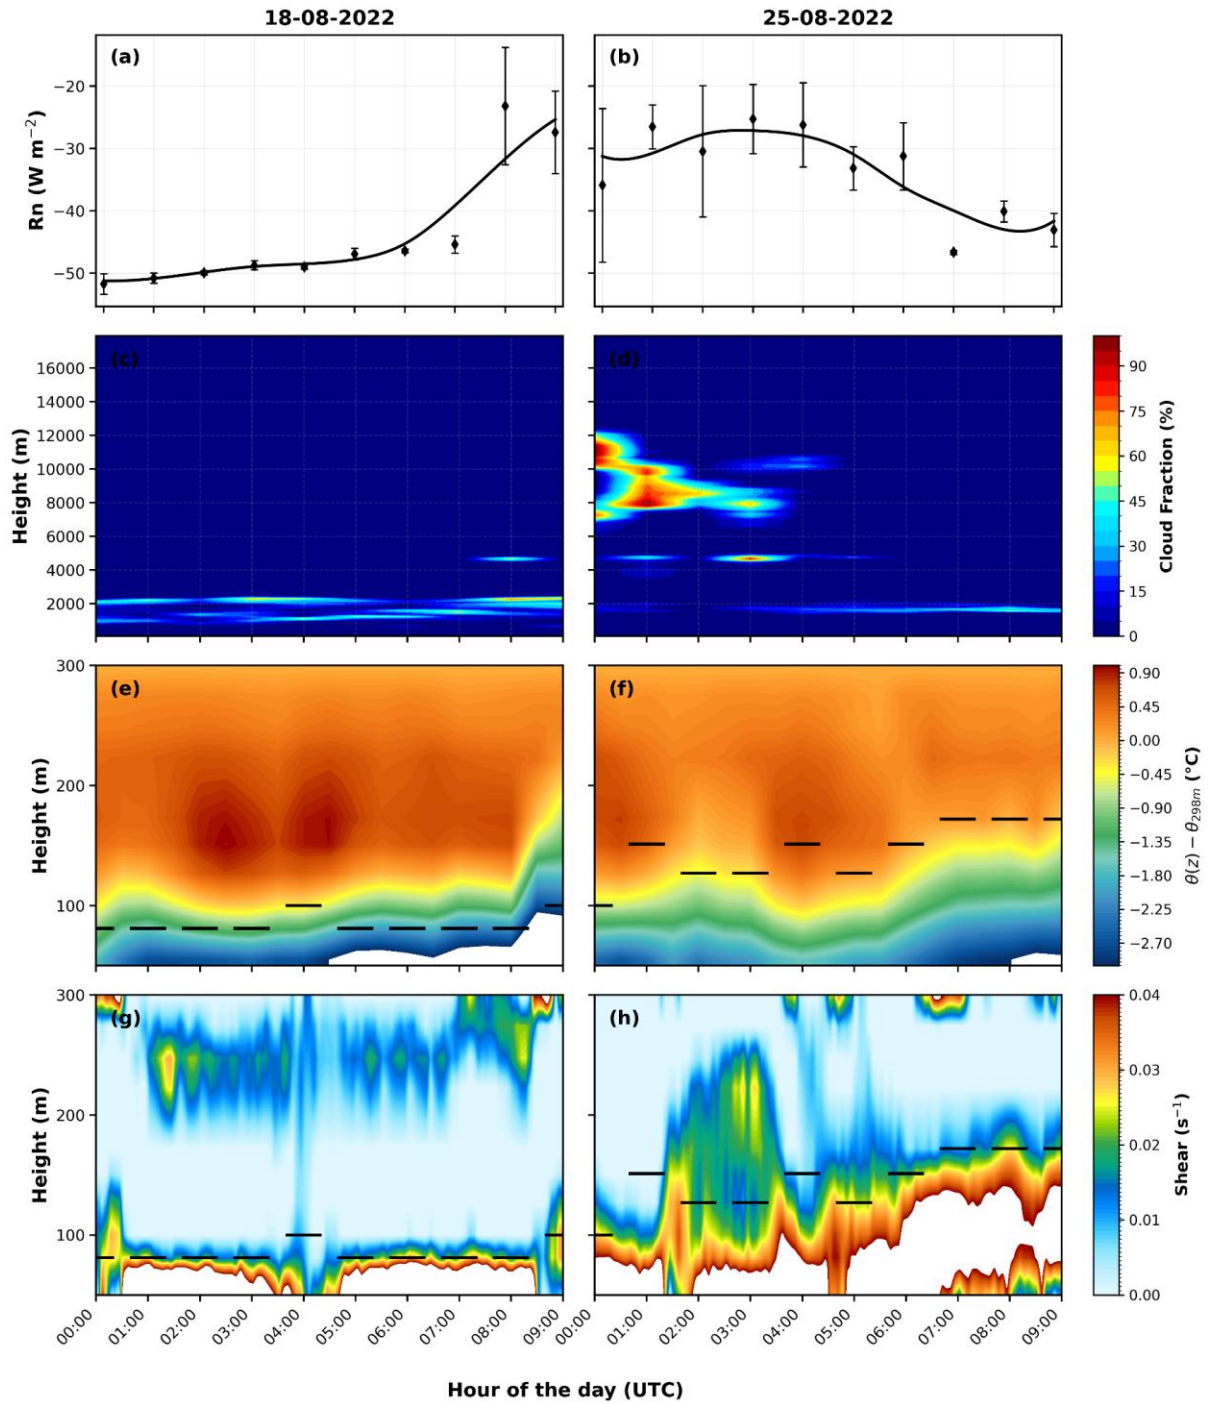 18-08-2022
25-08-2022
(a)
(b)
−20
−30
−40
−50
Rn (W m−2)
(c)
(d)
16000
14000
12000
10000
8000
6000
4000
2000
Height (m)
90
75
60
45
30
15
0
Cloud Fraction (%)
(e)
(f)
300
200
100
Height (m)
0.90
0.45
0.00
−0.45
−0.90
−1.35
−1.80
−2.25
−2.70
θ(z) − θ298m (°C)
(g)
(h)
300
200
100
Height (m)
0.04
0.03
0.02
0.01
0.00
Shear (s−1)
00:00 01:00 02:00 03:00 04:00 05:00 06:00 07:00 08:00 09:00
00:00 01:00 02:00 03:00 04:00 05:00 06:00 07:00 08:00 09:00
Hour of the day (UTC)